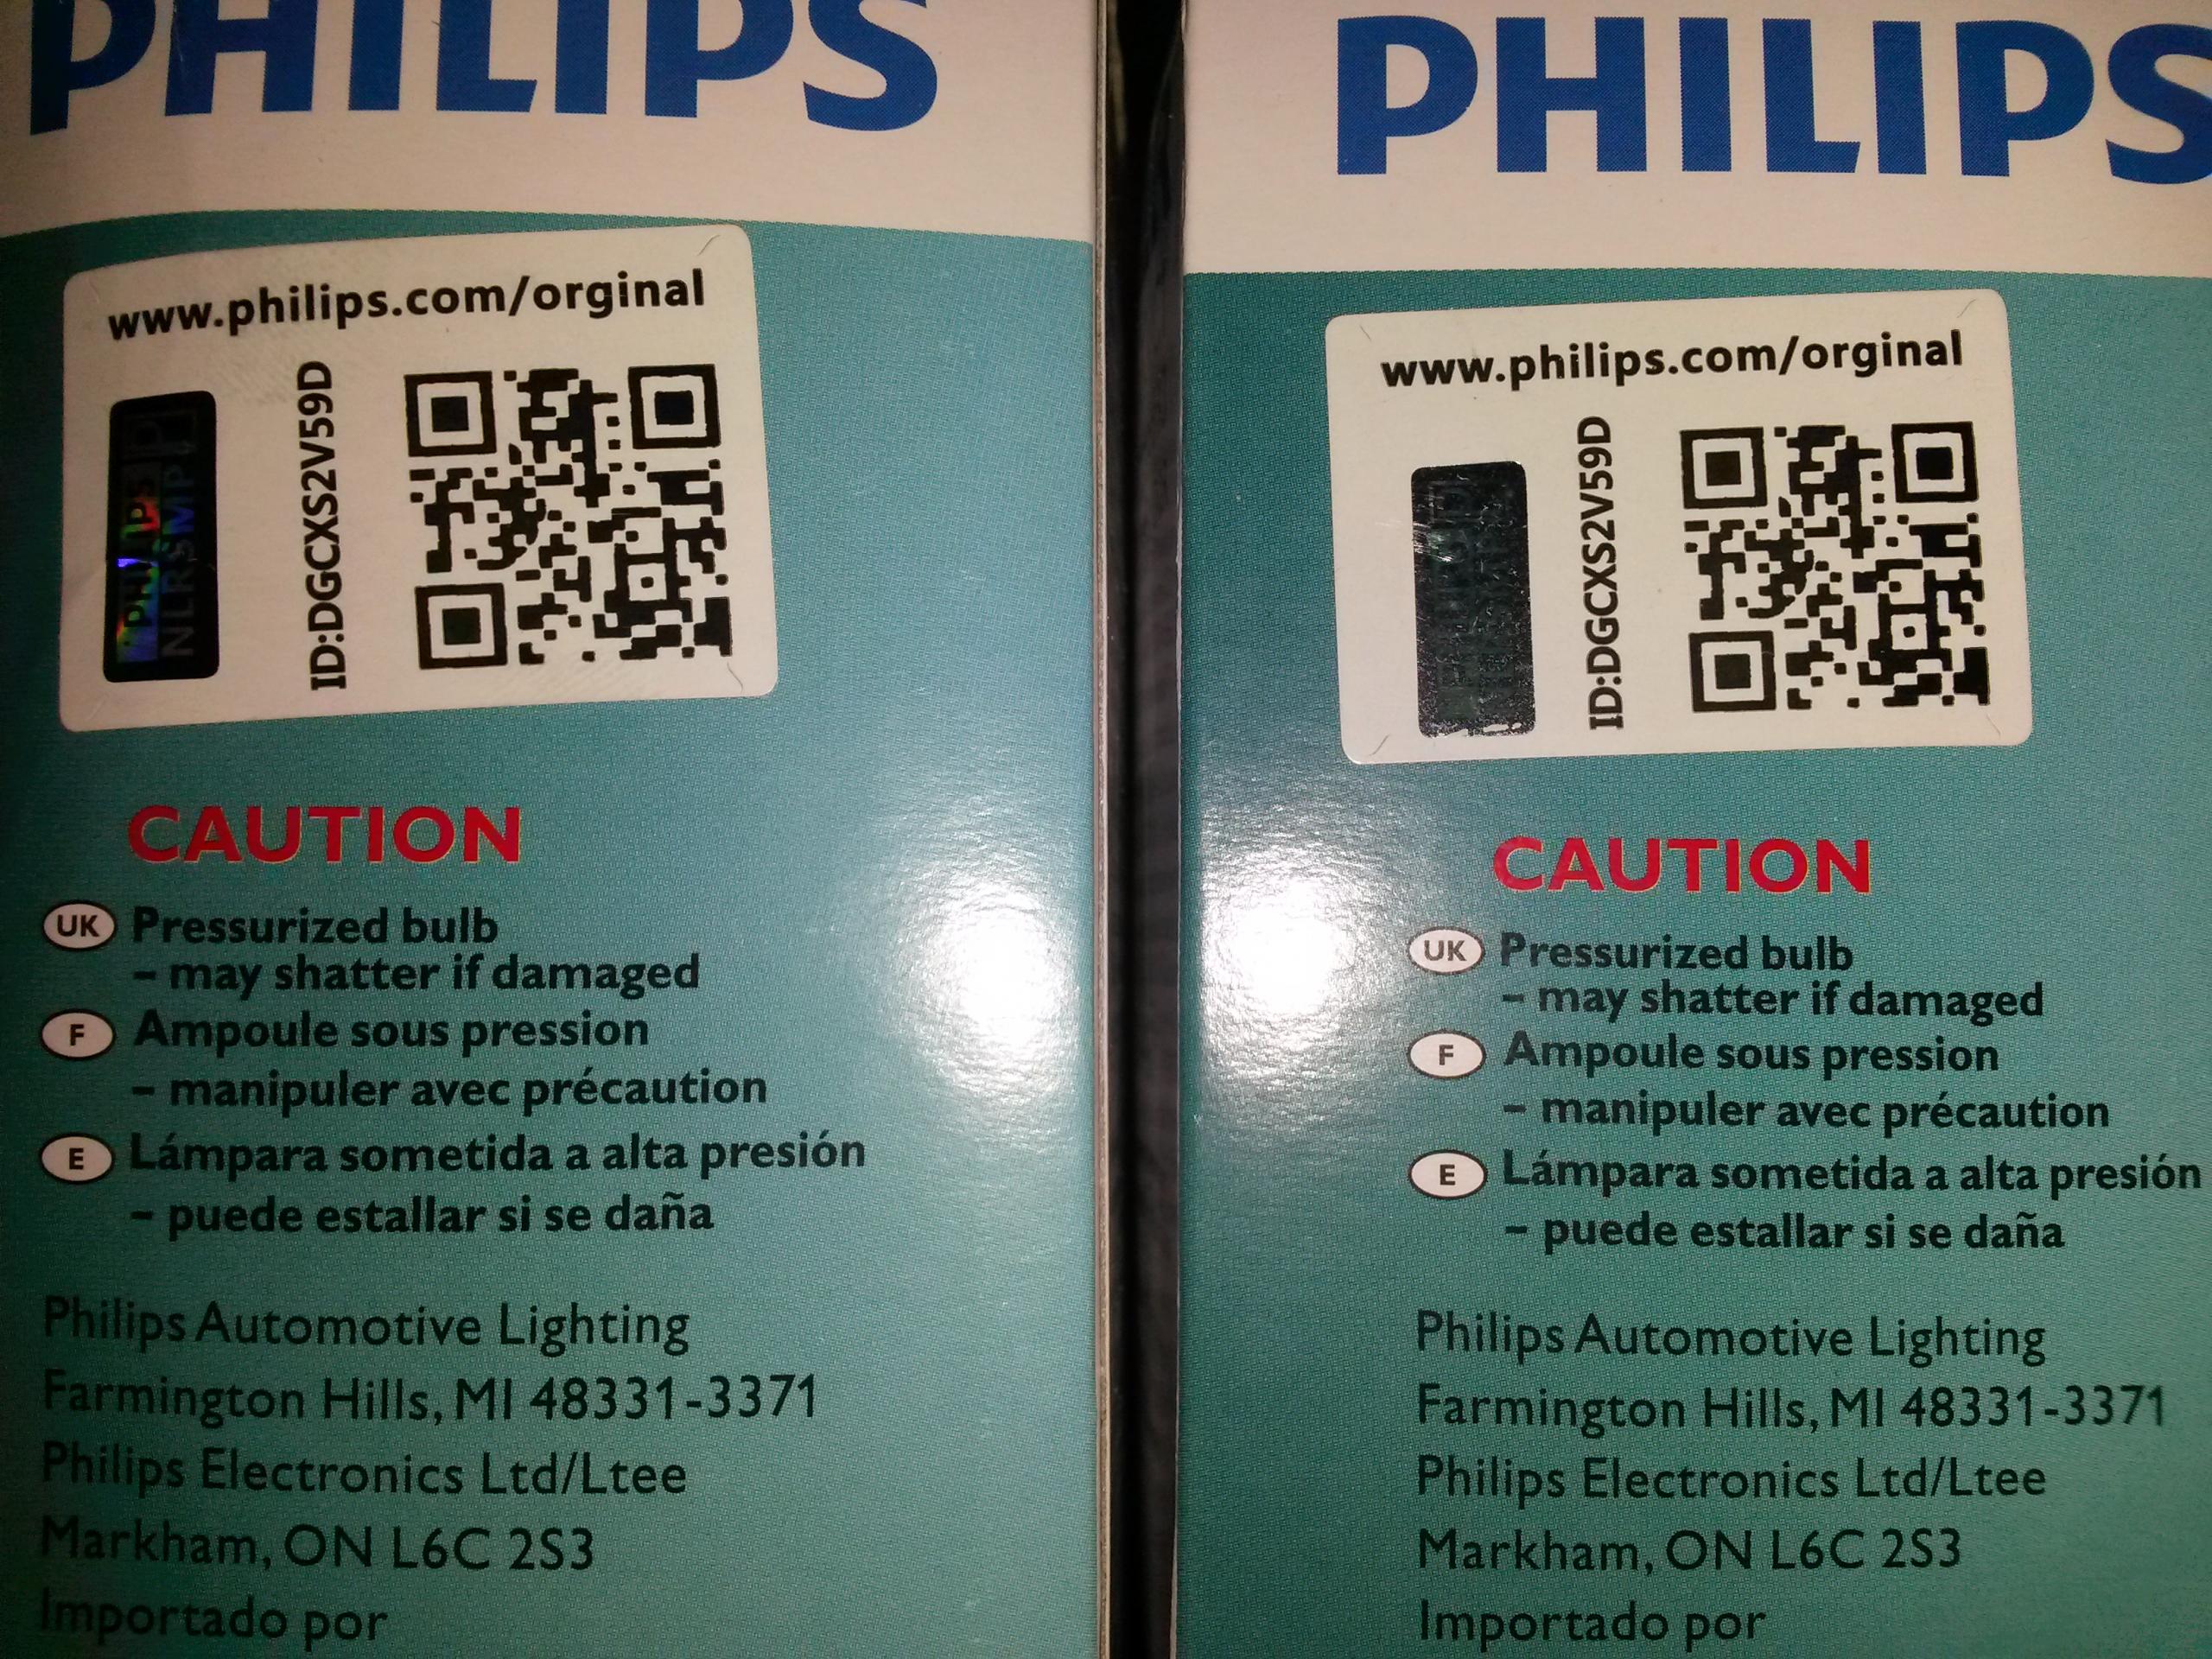 PHILIPS
www.philips.com/orginal
PHILIPS
NLRSMP
ID:DGCXS2V59D
CAUTION
UK Pressurized bulb
– may shatter if damaged
F Ampoule sous pression
– manipuler avec précaution
E Lámpara sometida a alta presión
– puede estallar si se daña
Philips Automotive Lighting
Farmington Hills, MI 48331-3371
Philips Electronics Ltd/Ltee
Markham, ON L6C 2S3
Importado por
PHILIPS
www.philips.com/orginal
ID:DGCXS2V59D
CAUTION
UK Pressurized bulb
– may shatter if damaged
F Ampoule sous pression
– manipuler avec précaution
E Lámpara sometida a alta presión
– puede estallar si se daña
Philips Automotive Lighting
Farmington Hills, MI 48331-3371
Philips Electronics Ltd/Ltee
Markham, ON L6C 2S3
Importado por